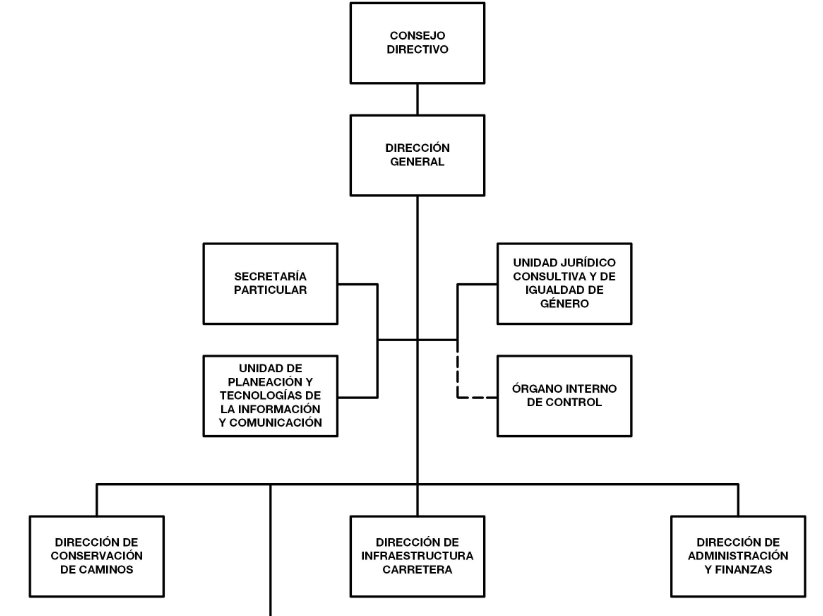 CONSEJO
DIRECTIVO
DIRECCIÓN
GENERAL
SECRETARÍA
PARTICULAR
UNIDAD JURÍDICO
CONSULTIVA Y DE
IGUALDAD DE
GÉNERO
UNIDAD DE
PLANEACIÓN Y
TECNOLOGÍAS DE
LA INFORMACIÓN
Y COMUNICACIÓN
ÓRGANO INTERNO
DE CONTROL
DIRECCIÓN DE
CONSERVACIÓN
DE CAMINOS
DIRECCIÓN DE
INFRAESTRUCTURA
CARRETERA
DIRECCIÓN DE
ADMINISTRACIÓN
Y FINANZAS